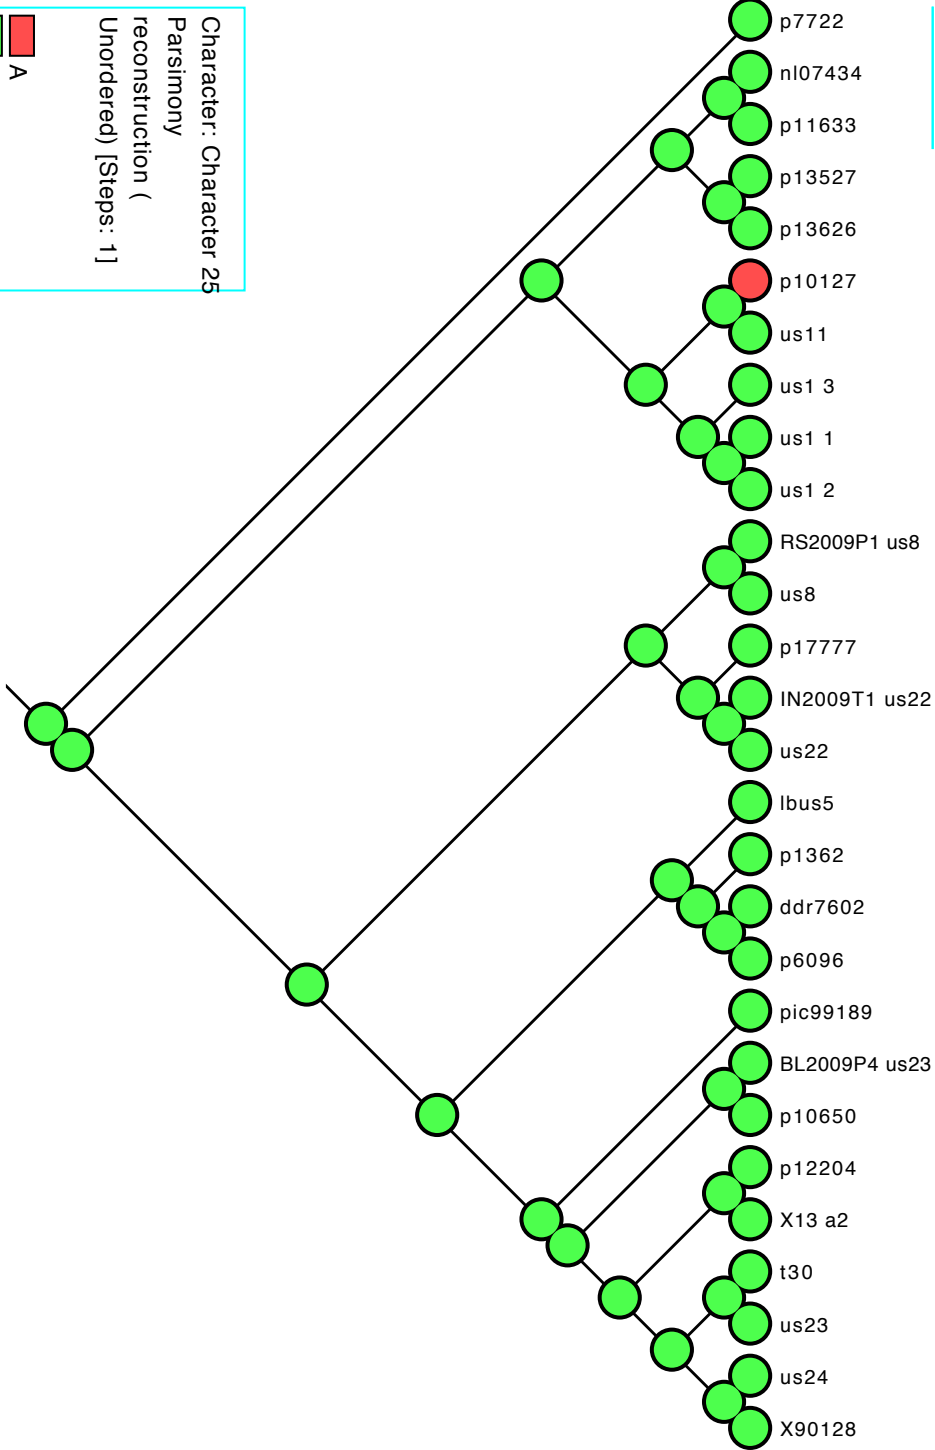 Character: Character 25
Parsimony
reconstruction (
Unordered) [Steps: 1]
A
p7722
nl07434
p11633
p13527
p13626
p10127
us11
us1 3
us1 1
us1 2
RS2009P1 us8
us8
p17777
IN2009T1 us22
us22
lbus5
p1362
ddr7602
p6096
pic99189
BL2009P4 us23
p10650
p12204
X13 a2
t30
us23
us24
X90128